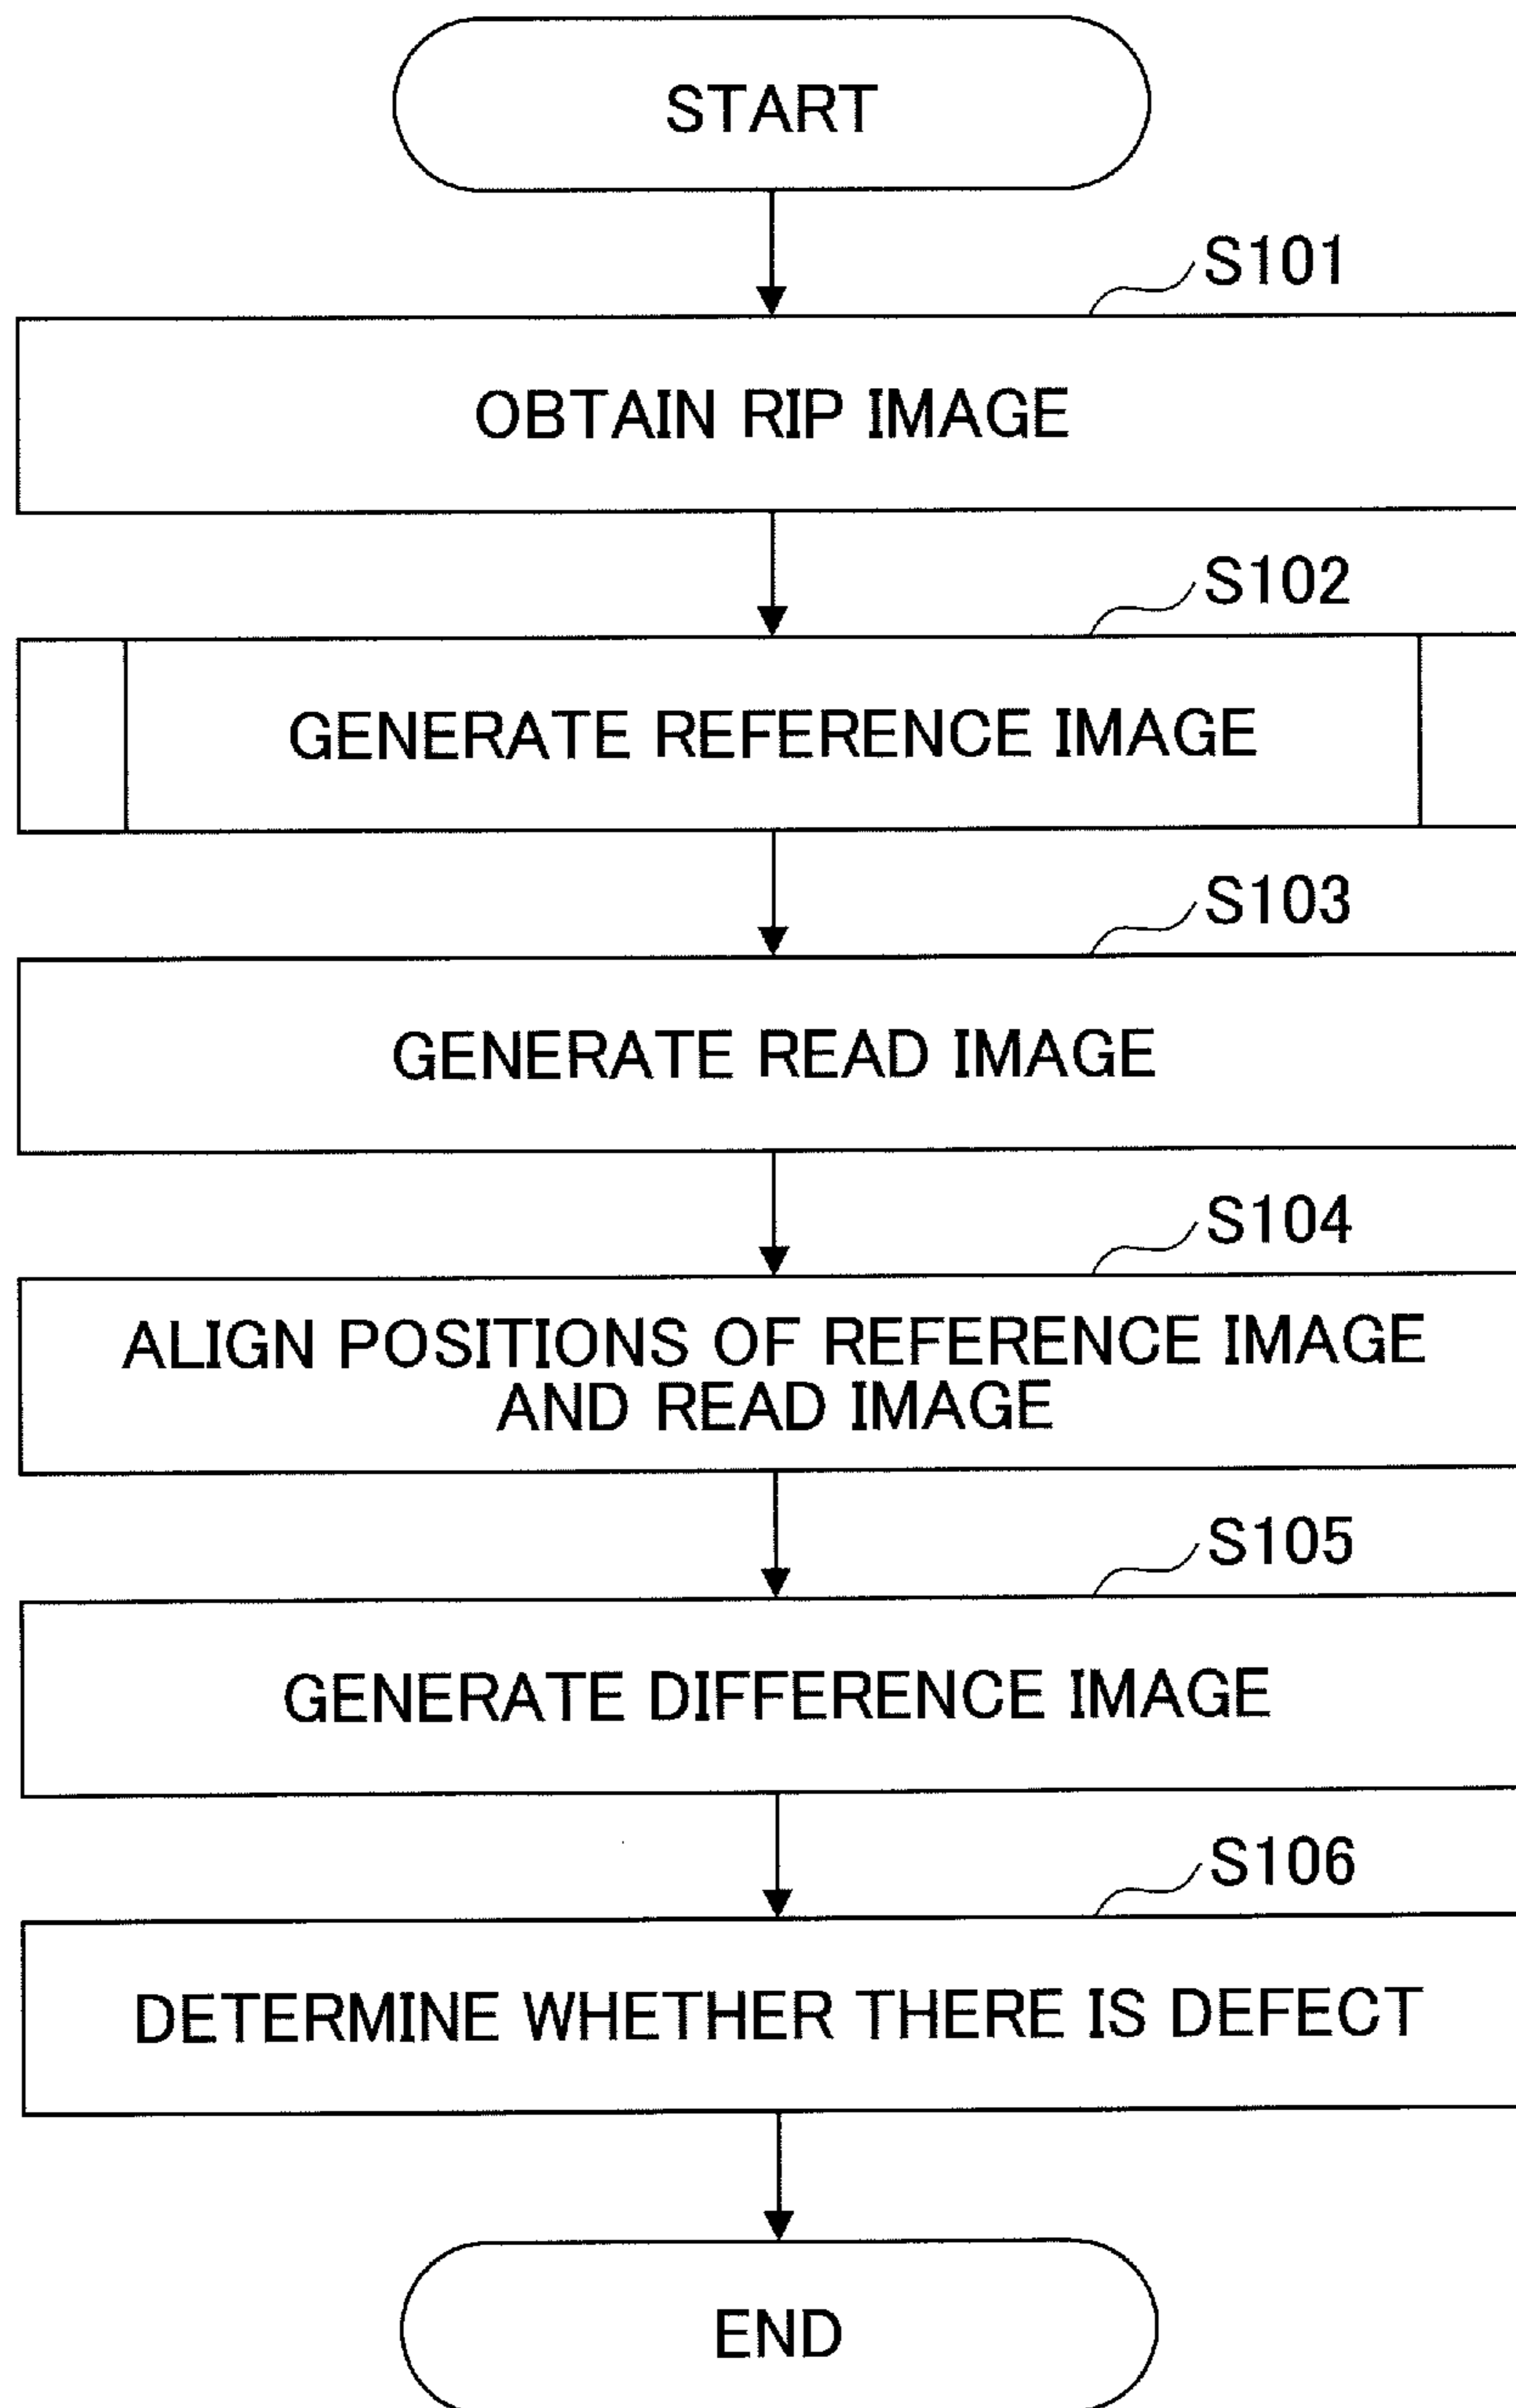 START
S101
OBTAIN RIP IMAGE
S102
GENERATE REFERENCE IMAGE
S103
GENERATE READ IMAGE
S104
ALIGN POSITIONS OF REFERENCE IMAGE
AND READ IMAGE
S105
GENERATE DIFFERENCE IMAGE
S106
DETERMINE WHETHER THERE IS DEFECT
END